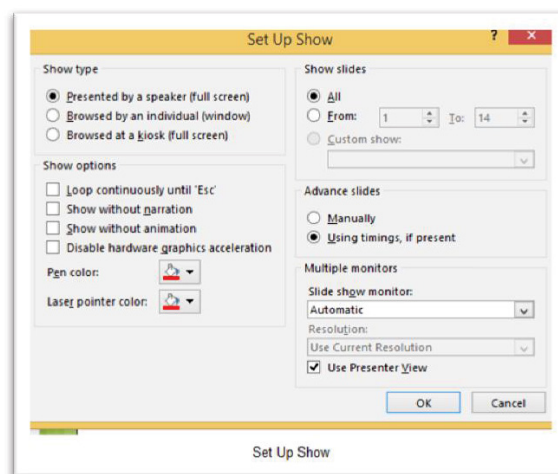 Set Up Show
? ×
Show type
Presented by a speaker (full screen)
Browsed by an individual (window)
Browsed at a kiosk (full screen)
Show options
Loop continuously until 'Esc'
Show without narration
Show without animation
Disable hardware graphics acceleration
Pen color:
Laser pointer color:
Show slides
All
From: 1 To: 14
Custom show:
Advance slides
Manually
Using timings, if present
Multiple monitors
Slide show monitor:
Automatic
Resolution:
Use Current Resolution
Use Presenter View
OK Cancel
Set Up Show